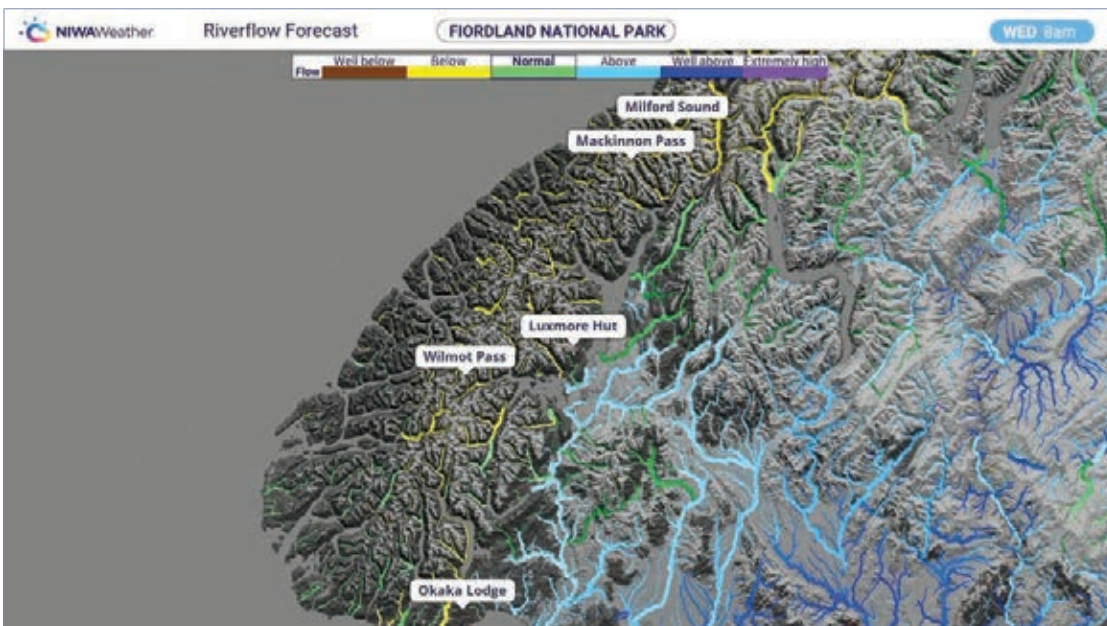 NIWAWeather Riverflow Forecast FIORDLAND NATIONAL PARK WED 8am
Flow Well below Below Normal Above Well above Extremely high
Milford Sound
Mackinnon Pass
Luxmore Hut
Wilmot Pass
Okaka Lodge